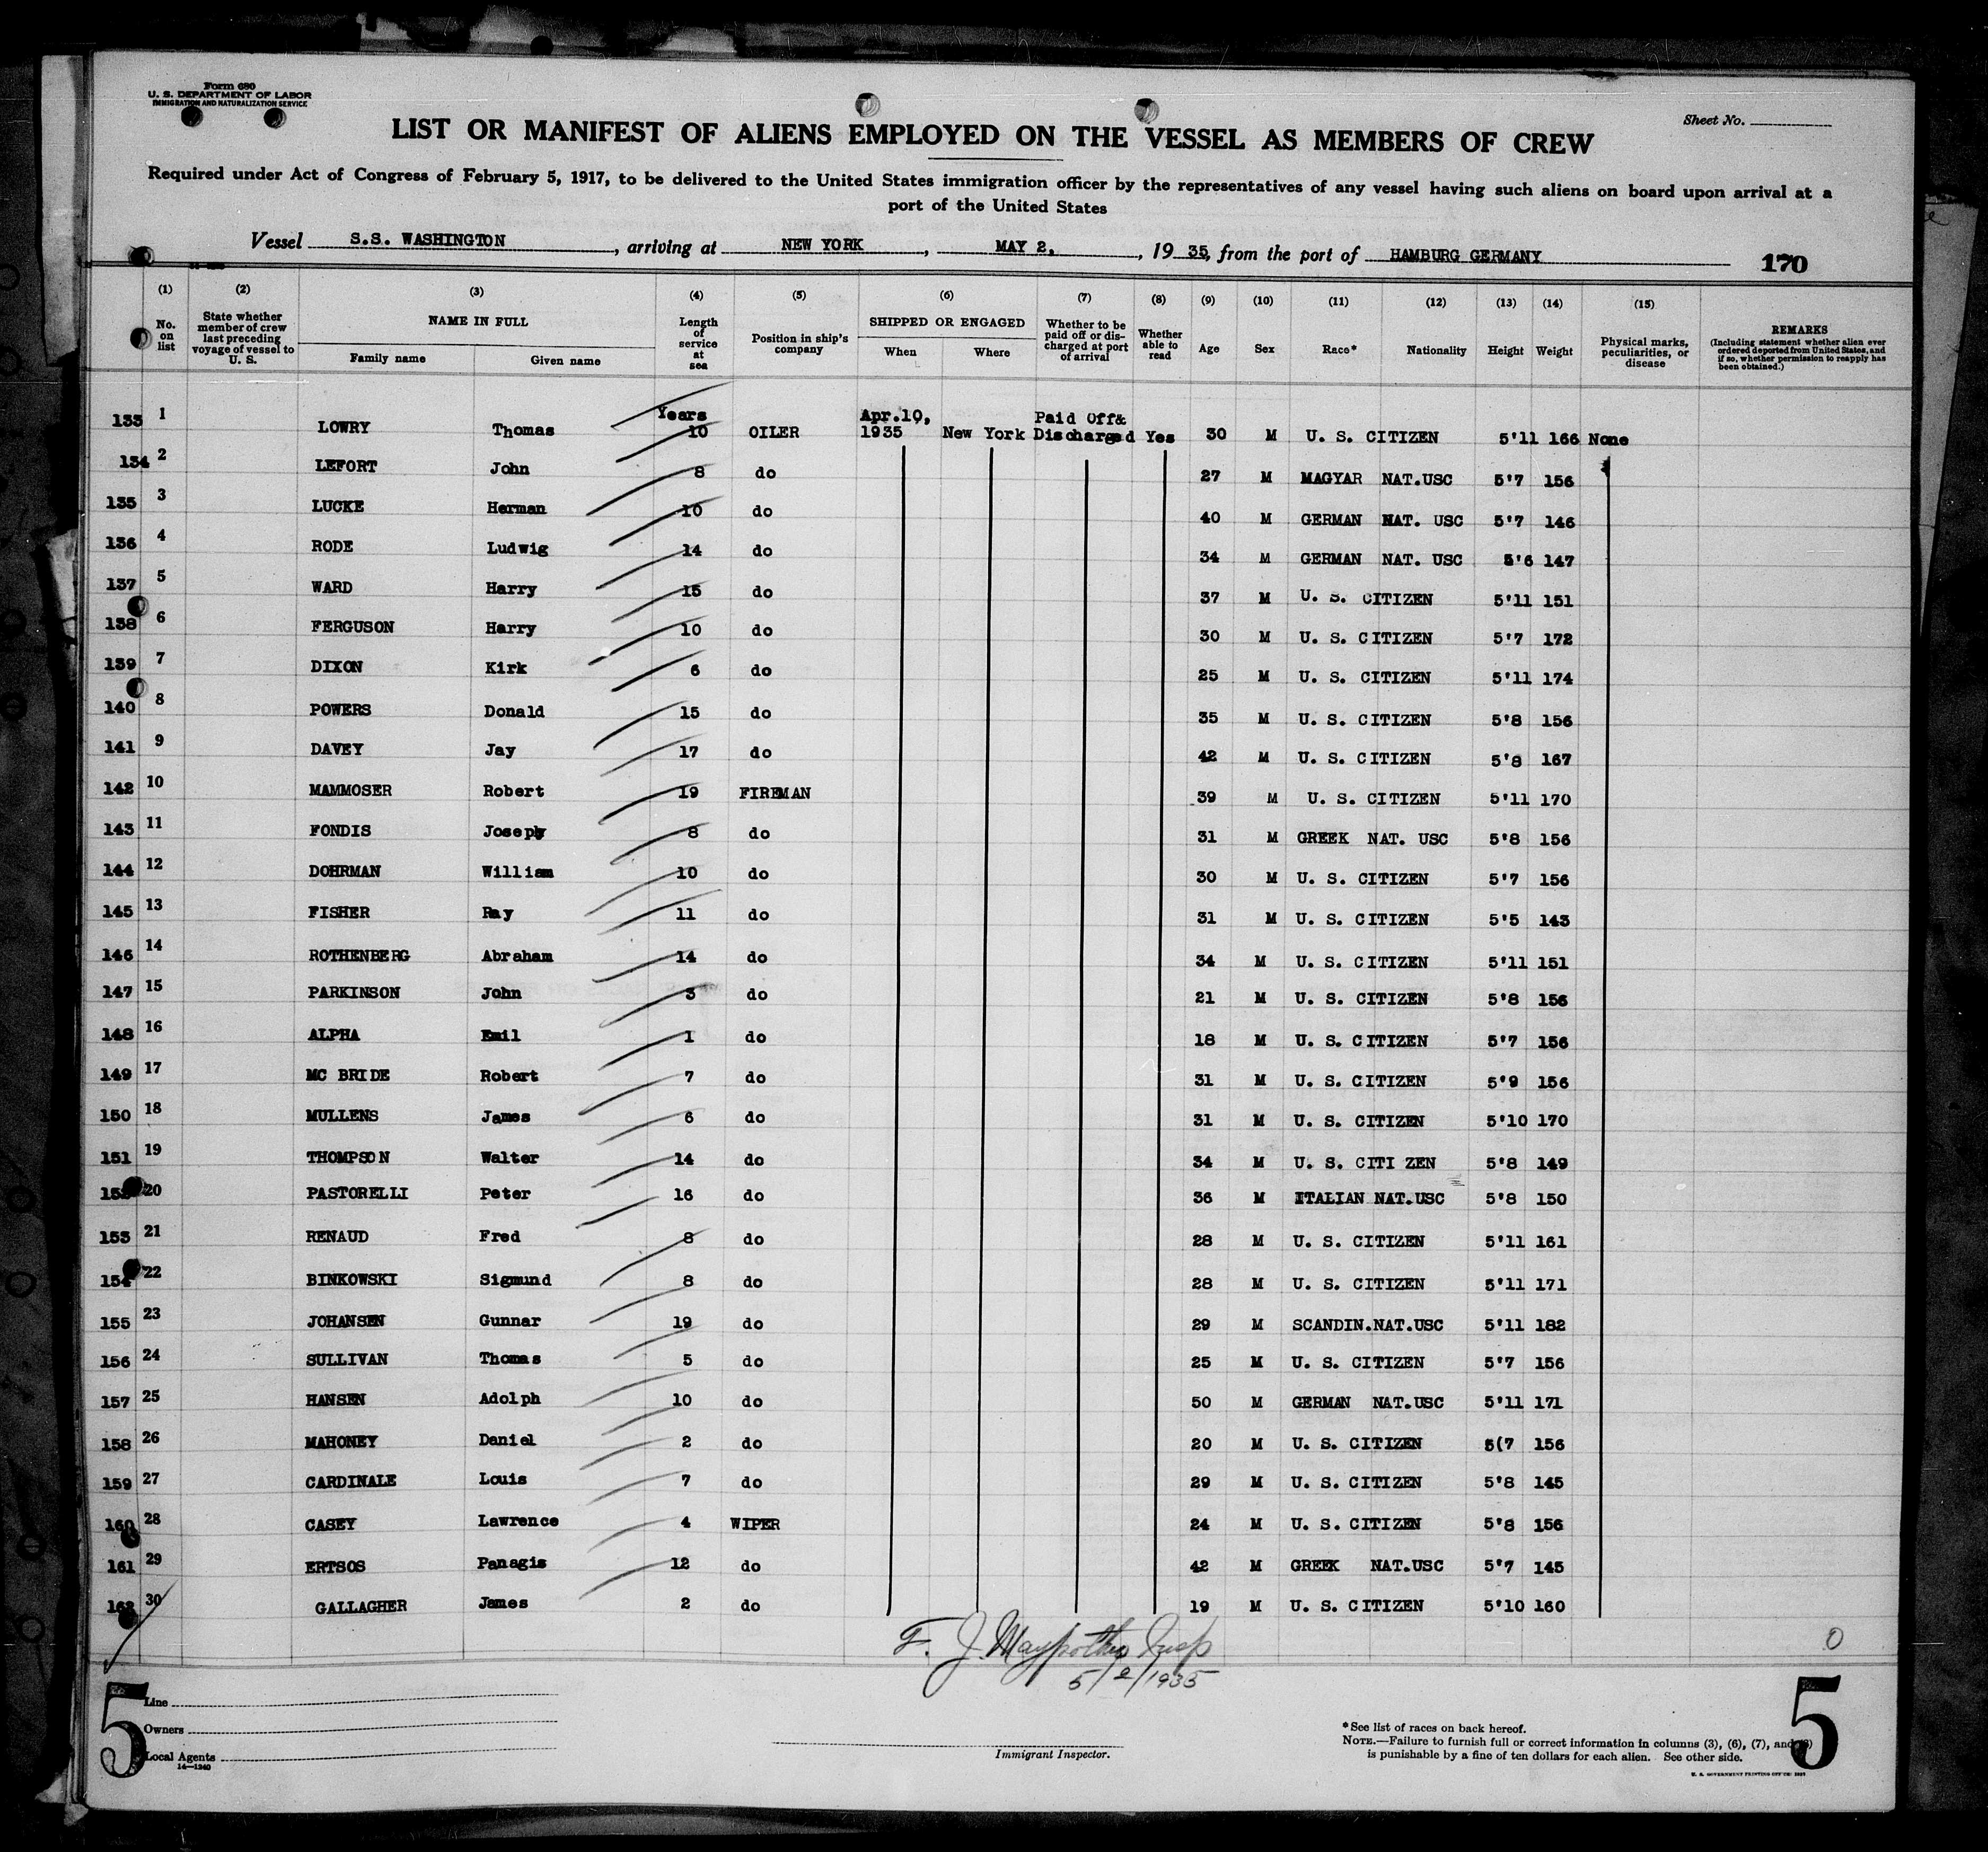 Form 680
U. S. DEPARTMENT OF LABOR
IMMIGRATION AND NATURALIZATION SERVICE
Sheet No.
LIST OR MANIFEST OF ALIENS EMPLOYED ON THE VESSEL AS MEMBERS OF CREW
Required under Act of Congress of February 5, 1917, to be delivered to the United States immigration officer by the representatives of any vessel having such aliens on board upon arrival at a
port of the United States
Vessel S.S. WASHINGTON, arriving at NEW YORK, MAY 2, 1935, from the port of HAMBURG GERMANY 170
(1) (2) (3) (4) (5) (6) (7) (8) (9) (10) (11) (12) (13) (14) (15)
No. on list State whether member of crew last preceding voyage of vessel to U. S. NAME IN FULL Family name Given name Length of service at sea Position in ship's company SHIPPED OR ENGAGED When Where Whether to be paid off or discharged at port of arrival Whether able to read Age Sex Race* Nationality Height Weight Physical marks, peculiarities, or disease REMARKS (Including statement whether alien ever ordered deported from United States, and if so, whether permission to reapply has been obtained.)
Years Apr.10, Paid Off&
133 1 LOWRY Thomas 10 OILER 1935 New York Discharged Yes 30 M U. S. CITIZEN 5'11 166 None
134 2 LEFORT John 8 do 27 M MAGYAR NAT.USC 5'7 156
135 3 LUCKE Herman 10 do 40 M GERMAN NAT. USC 5'7 146
136 4 RODE Ludwig 14 do 34 M GERMAN NAT. USC 5'6 147
137 5 WARD Harry 15 do 37 M U. S. CITIZEN 5'11 151
138 6 FERGUSON Harry 10 do 30 M U. S. CITIZEN 5'7 172
139 7 DIXON Kirk 6 do 25 M U. S. CITIZEN 5'11 174
140 8 POWERS Donald 15 do 35 M U. S. CITIZEN 5'8 156
141 9 DAVEY Jay 17 do 42 M U. S. CITIZEN 5'8 167
142 10 MAMMOSER Robert 19 FIREMAN 39 M U. S. CITIZEN 5'11 170
143 11 FONDIS Joseph 8 do 31 M GREEK NAT. USC 5'8 156
144 12 DOHRMAN William 10 do 30 M U. S. CITIZEN 5'7 156
145 13 FISHER Ray 11 do 31 M U. S. CITIZEN 5'5 143
146 14 ROTHENBERG Abraham 14 do 34 M U. S. CITIZEN 5'11 151
147 15 PARKINSON John 3 do 21 M U. S. CITIZEN 5'8 156
148 16 ALPHA Emil 1 do 18 M U. S. CITIZEN 5'7 156
149 17 MC BRIDE Robert 7 do 31 M U. S. CITIZEN 5'9 156
150 18 MULLENS James 6 do 31 M U. S. CITIZEN 5'10 170
151 19 THOMPSON Walter 14 do 34 M U. S. CITI ZEN 5'8 149
152 20 PASTORELLI Peter 16 do 36 M ITALIAN NAT.USC 5'8 150
153 21 RENAUD Fred 8 do 28 M U. S. CITIZEN 5'11 161
154 22 BINKOWSKI Sigmund 8 do 28 M U. S. CITIZEN 5'11 171
155 23 JOHANSEN Gunnar 19 do 29 M SCANDIN.NAT.USC 5'11 182
156 24 SULLIVAN Thomas 5 do 25 M U. S. CITIZEN 5'7 156
157 25 HANSEN Adolph 10 do 50 M GERMAN NAT.USC 5'11 171
158 26 MAHONEY Daniel 2 do 20 M U. S. CITIZEN 5(7 156
159 27 CARDINALE Louis 7 do 29 M U. S. CITIZEN 5'8 145
160 28 CASEY Lawrence 4 WIPER 24 M U. S. CITIZEN 5'8 156
161 29 ERTSOS Panagis 12 do 42 M GREEK NAT.USC 5'7 145
162 30 GALLAGHER James 2 do 19 M U. S. CITIZEN 5'10 160
F. J. Insp 0
5/2/1935
5 5
Line
Owners
Local Agents
14—1240
Immigrant Inspector.
*See list of races on back hereof.
NOTE.—Failure to furnish full or correct information in columns (3), (6), (7), and
is punishable by a fine of ten dollars for each alien. See other side.
U. S. GOVERNMENT PRINTING OFFICE: